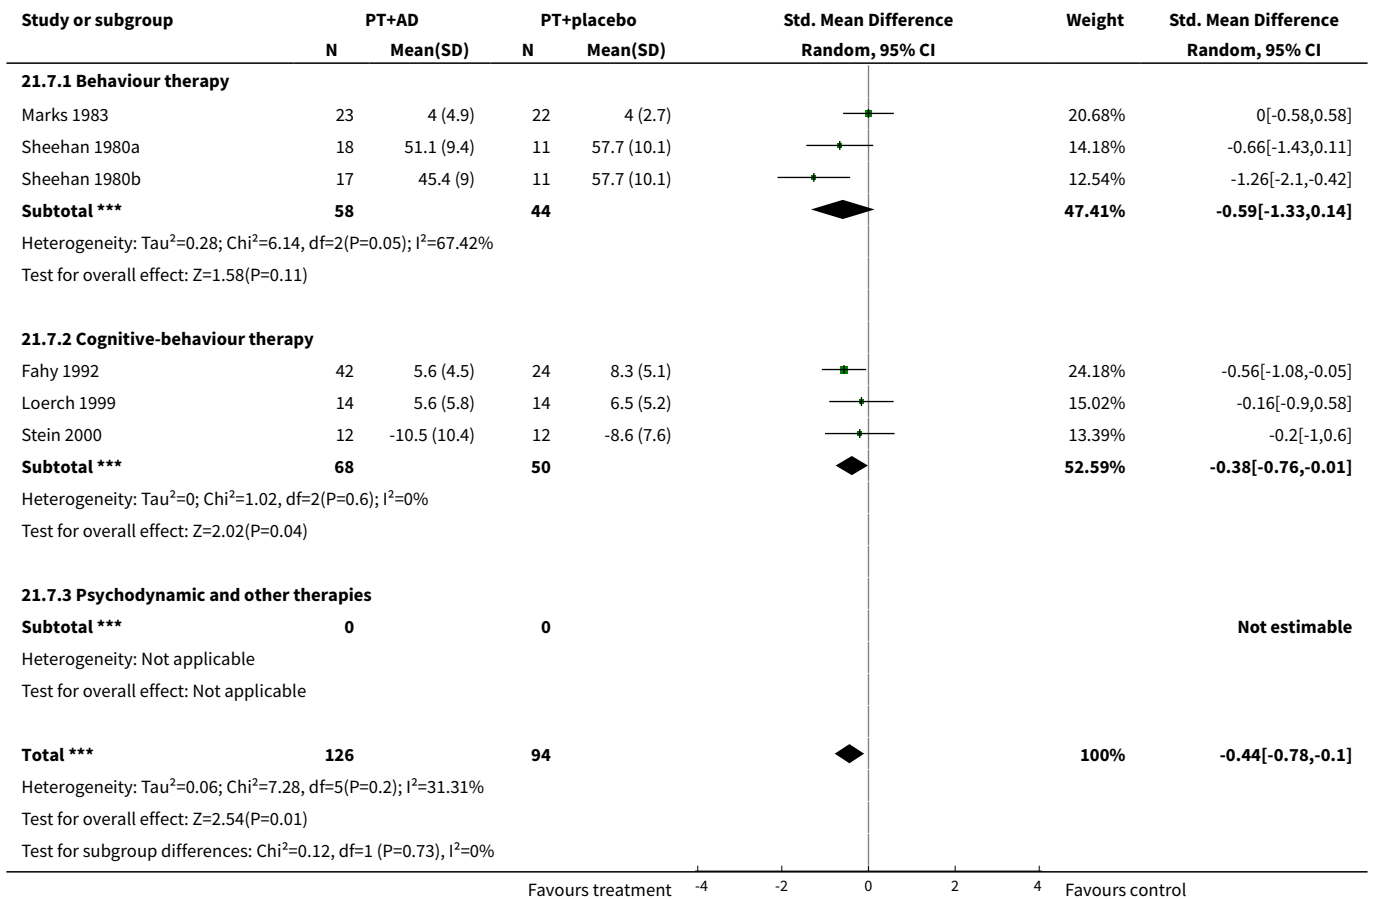 Study or subgroup PT+AD PT+placebo Std. Mean Difference Weight Std. Mean Difference
N Mean(SD) N Mean(SD) Random, 95% CI Random, 95% CI
21.7.1 Behaviour therapy
Marks 1983 23 4 (4.9) 22 4 (2.7) 20.68% 0[-0.58,0.58]
Sheehan 1980a 18 51.1 (9.4) 11 57.7 (10.1) 14.18% -0.66[-1.43,0.11]
Sheehan 1980b 17 45.4 (9) 11 57.7 (10.1) 12.54% -1.26[-2.1,-0.42]
Subtotal *** 58 44 47.41% -0.59[-1.33,0.14]
Heterogeneity: Tau²=0.28; Chi²=6.14, df=2(P=0.05); I²=67.42%
Test for overall effect: Z=1.58(P=0.11)
21.7.2 Cognitive-behaviour therapy
Fahy 1992 42 5.6 (4.5) 24 8.3 (5.1) 24.18% -0.56[-1.08,-0.05]
Loerch 1999 14 5.6 (5.8) 14 6.5 (5.2) 15.02% -0.16[-0.9,0.58]
Stein 2000 12 -10.5 (10.4) 12 -8.6 (7.6) 13.39% -0.2[-1,0.6]
Subtotal *** 68 50 52.59% -0.38[-0.76,-0.01]
Heterogeneity: Tau²=0; Chi²=1.02, df=2(P=0.6); I²=0%
Test for overall effect: Z=2.02(P=0.04)
21.7.3 Psychodynamic and other therapies
Subtotal *** 0 0 Not estimable
Heterogeneity: Not applicable
Test for overall effect: Not applicable
Total *** 126 94 100% -0.44[-0.78,-0.1]
Heterogeneity: Tau²=0.06; Chi²=7.28, df=5(P=0.2); I²=31.31%
Test for overall effect: Z=2.54(P=0.01)
Test for subgroup differences: Chi²=0.12, df=1 (P=0.73), I²=0%
Favours treatment -4 -2 0 2 4 Favours control